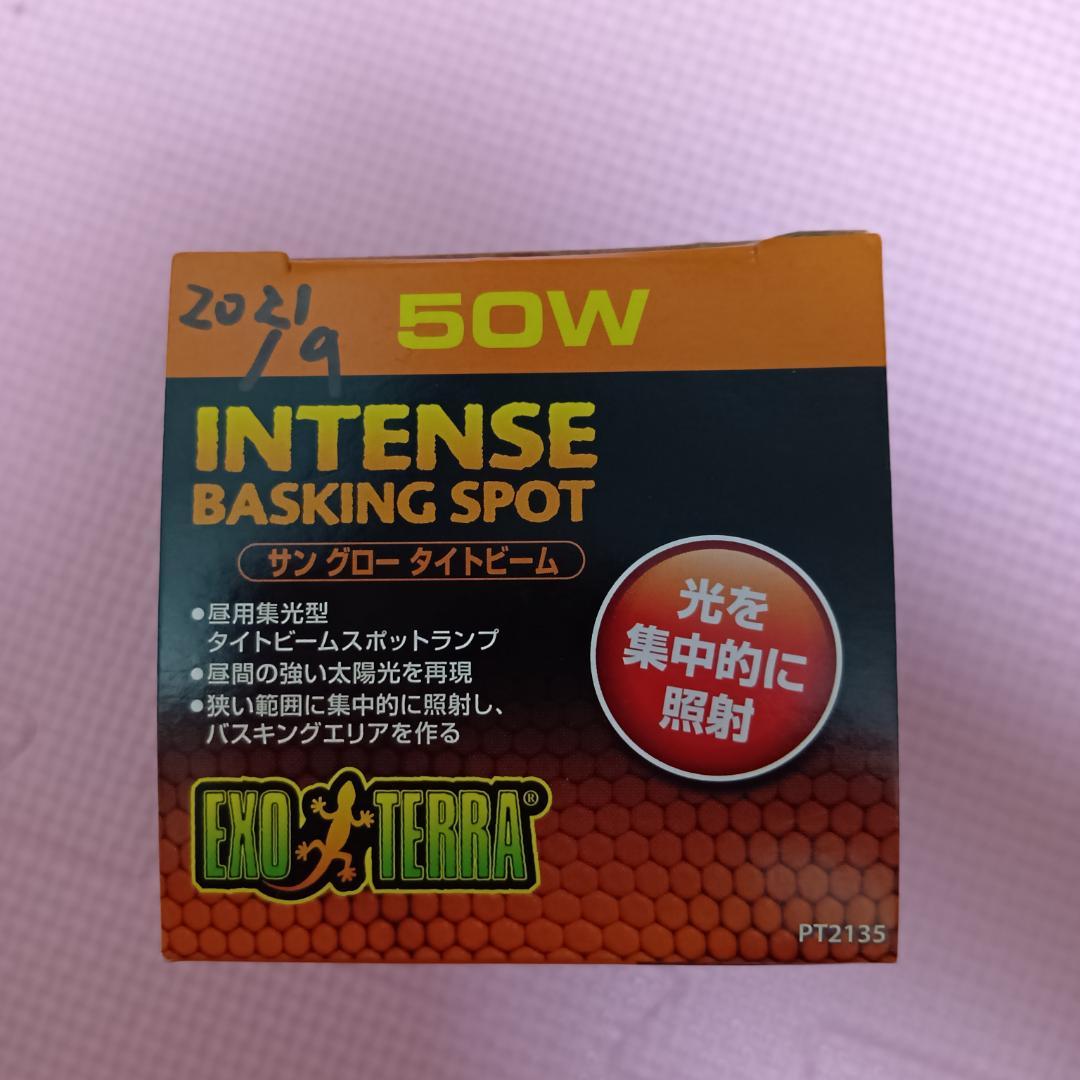 2021
/9
50W
INTENSE
BASKING SPOT
サン グロー タイトビーム
●昼用集光型
タイトビームスポットランプ
●昼間の強い太陽光を再現
●狭い範囲に集中的に照射し、
バスキングエリアを作る
光を
集中的に
照射
EXO TERRA®
PT2135